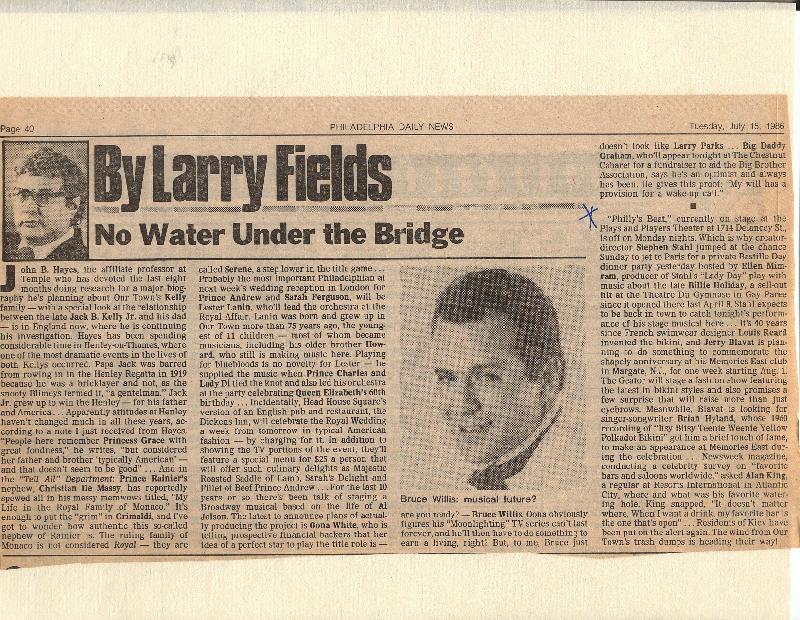 Page 40
PHILADELPHIA DAILY NEWS
Tuesday, July 15, 1986
By Larry Fields
No Water Under the Bridge
John B. Hayes, the affiliate professor at
Temple who has devoted the last eight
months doing research for a major biog-
raphy he's planning about Our Town's Kelly
family — with a special look at the relationship
between the late Jack B. Kelly Jr. and his dad
— is in England now, where he is continuing
his investigation. Hayes has been spending
considerable time in Henley-on-Thames, where
one of the most dramatic events in the lives of
both Kellys occurred. Papa Jack was barred
from rowing in the Henley Regatta in 1919
because he was a bricklayer and not, as the
snooty Blimeys termed it, "a gentleman." Jack
Jr. grew up to win the Henley — for his father
and America . . . Apparently attitudes at Henley
haven't changed much in all these years, ac-
cording to a note I just received from Hayes.
"People here remember Princess Grace with
great fondness," he writes, "but considered
her father and brother 'typically American' —
and that doesn't seem to be good" . . . And in
the "Tell All" Department: Prince Rainier's
nephew, Christian De Massy, has reportedly
spewed all in his messy memwows titled, "My
Life in the Royal Family of Monaco." It's
enough to put the "grim" in Grimaldi, and I've
got to wonder how authentic this so-called
nephew of Rainier is. The ruling family of
Monaco is not considered Royal — they are
called Serene, a step lower in the title game . . .
Probably the most important Philadelphian at
next week's wedding reception in London for
Prince Andrew and Sarah Ferguson, will be
Lester Lanin, who'll lead the orchestra at the
Royal Affair. Lanin was born and grew up in
Our Town more than 75 years ago, the young-
est of 11 children — most of whom became
musicians, including his older brother How-
ard, who still is making music here. Playing
for bluebloods is no novelty for Lester — he
supplied the music when Prince Charles and
Lady Di tied the knot and also led his orchestra
at the party celebrating Queen Elizabeth's 60th
birthday . . . Incidentally, Head House Square's
version of an English pub and restaurant, the
Dickens Inn, will celebrate the Royal Wedding
a week from tomorrow in typical American
fashion — by charging for it. In addition to
showing the TV portions of the event, they'll
feature a special menu for $25 a person that
will offer such culinary delights as Majestic
Roasted Saddle of Lamb, Sarah's Delight and
Fillet of Beef Prince Andrew . . . For the last 10
years or so there's been talk of staging a
Broadway musical based on the life of Al
Jolson. The latest to announce plans of actual-
ly producing the project is Oona White, who is
telling prospective financial backers that her
idea of a perfect star to play the title role is —
Bruce Willis: musical future?
are you ready? — Bruce Willis. Oona obviously
figures his "Moonlighting" TV series can't last
forever, and he'll then have to do something to
earn a living, right? But, to me, Bruce just
doesn't look like Larry Parks . . . Big Daddy
Graham, who'll appear tonight at The Chestnut
Cabaret for a fundraiser to aid the Big Brother
Association, says he's an optimist and always
has been. He gives this proof: "My will has a
provision for a wake-up call."
"Philly's Beat," currently on stage at the
Plays and Players Theater at 1714 Delancey St.,
is off on Monday nights. Which is why creator-
director Stephen Stahl jumped at the chance
Sunday to jet to Paris for a private Bastille Day
dinner party yesterday hosted by Ellen Mim-
ram, producer of Stahl's "Lady Day" play with
music about the late Billie Holiday, a sell-out
hit at the Theatre Du Gymnase in Gay Paree
since it opened there last April 8. Stahl expects
to be back in town to catch tonight's perform-
ance of his stage musical here . . . It's 40 years
since French swimwear designer Louis Reard
invented the bikini, and Jerry Blavat is plan-
ning to do something to commemorate the
shapely anniversary at his Memories East club
in Margate, N.J., for one week starting Aug. 1.
The Geator will stage a fashion show featuring
the latest in bikini styles and also promises a
few surprise that will raise more than just
eyebrows. Meanwhile, Blavat is looking for
singer-songwriter Brian Hyland, whose 1960
recording of "Itsy Bitsy Teenie Weenie Yellow
Polkadot Bikini" got him a brief touch of fame,
to make an appearance at Memories East dur-
ing the celebration . . . Newsweek magazine,
conducting a celebrity survey on "favorite
bars and saloons worldwide," asked Alan King,
a regular at Resorts International in Atlantic
City, where and what was his favorite water-
ing hole. King snapped, "It doesn't matter
where. When I want a drink, my favorite bar is
the one that's open" . . . Residents of Kiev have
been put on the alert again. The wind from Our
Town's trash dumps is heading their way!